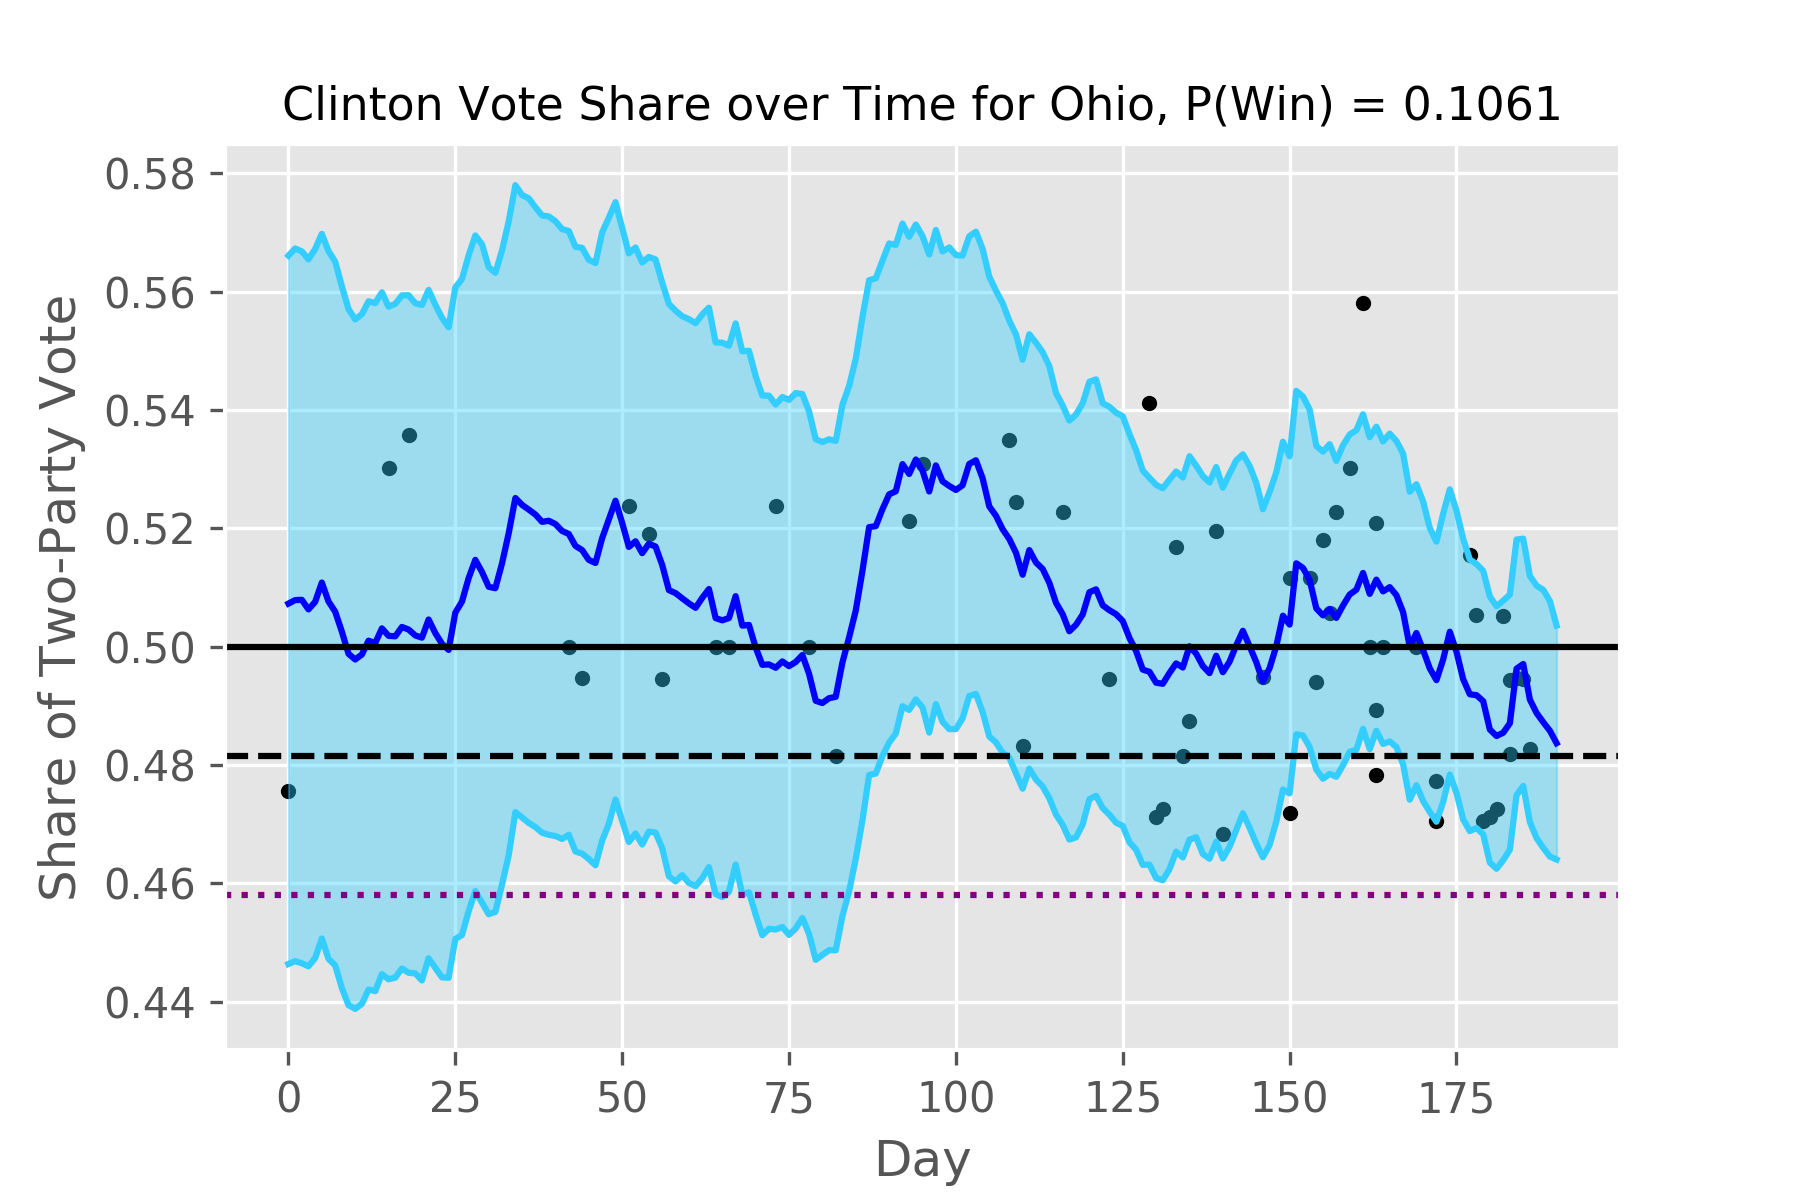 Clinton Vote Share over Time for Ohio, P(Win) = 0.1061
Share of Two-Party Vote
0.58
0.56
0.54
0.52
0.50
0.48
0.46
0.44
0 25 50 75 100 125 150 175
Day